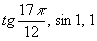 tg 17π/12, sin 1, 1